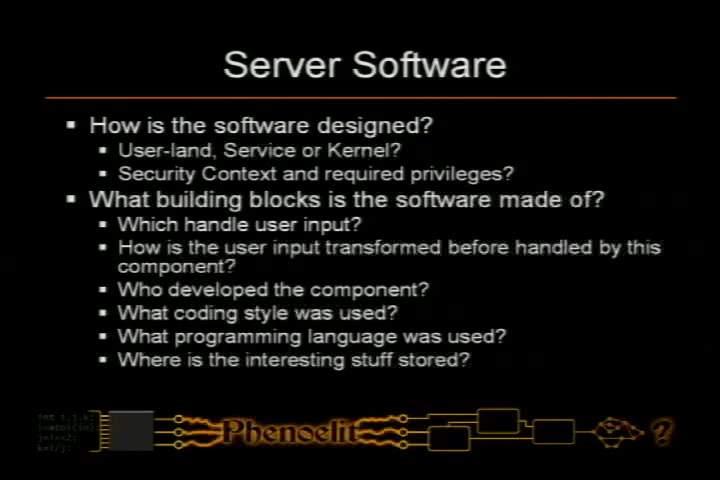 Server Software
How is the software designed?
User-land, Service or Kernel?
Security Context and required privileges?
What building blocks is the software made of?
Which handle user input?
How is the user input transformed before handled by this
component?
Who developed the component?
What coding style was used?
What programming language was used?
Where is the interesting stuff stored?
int i,j,k;
k=i/j;
Phenoelit
?